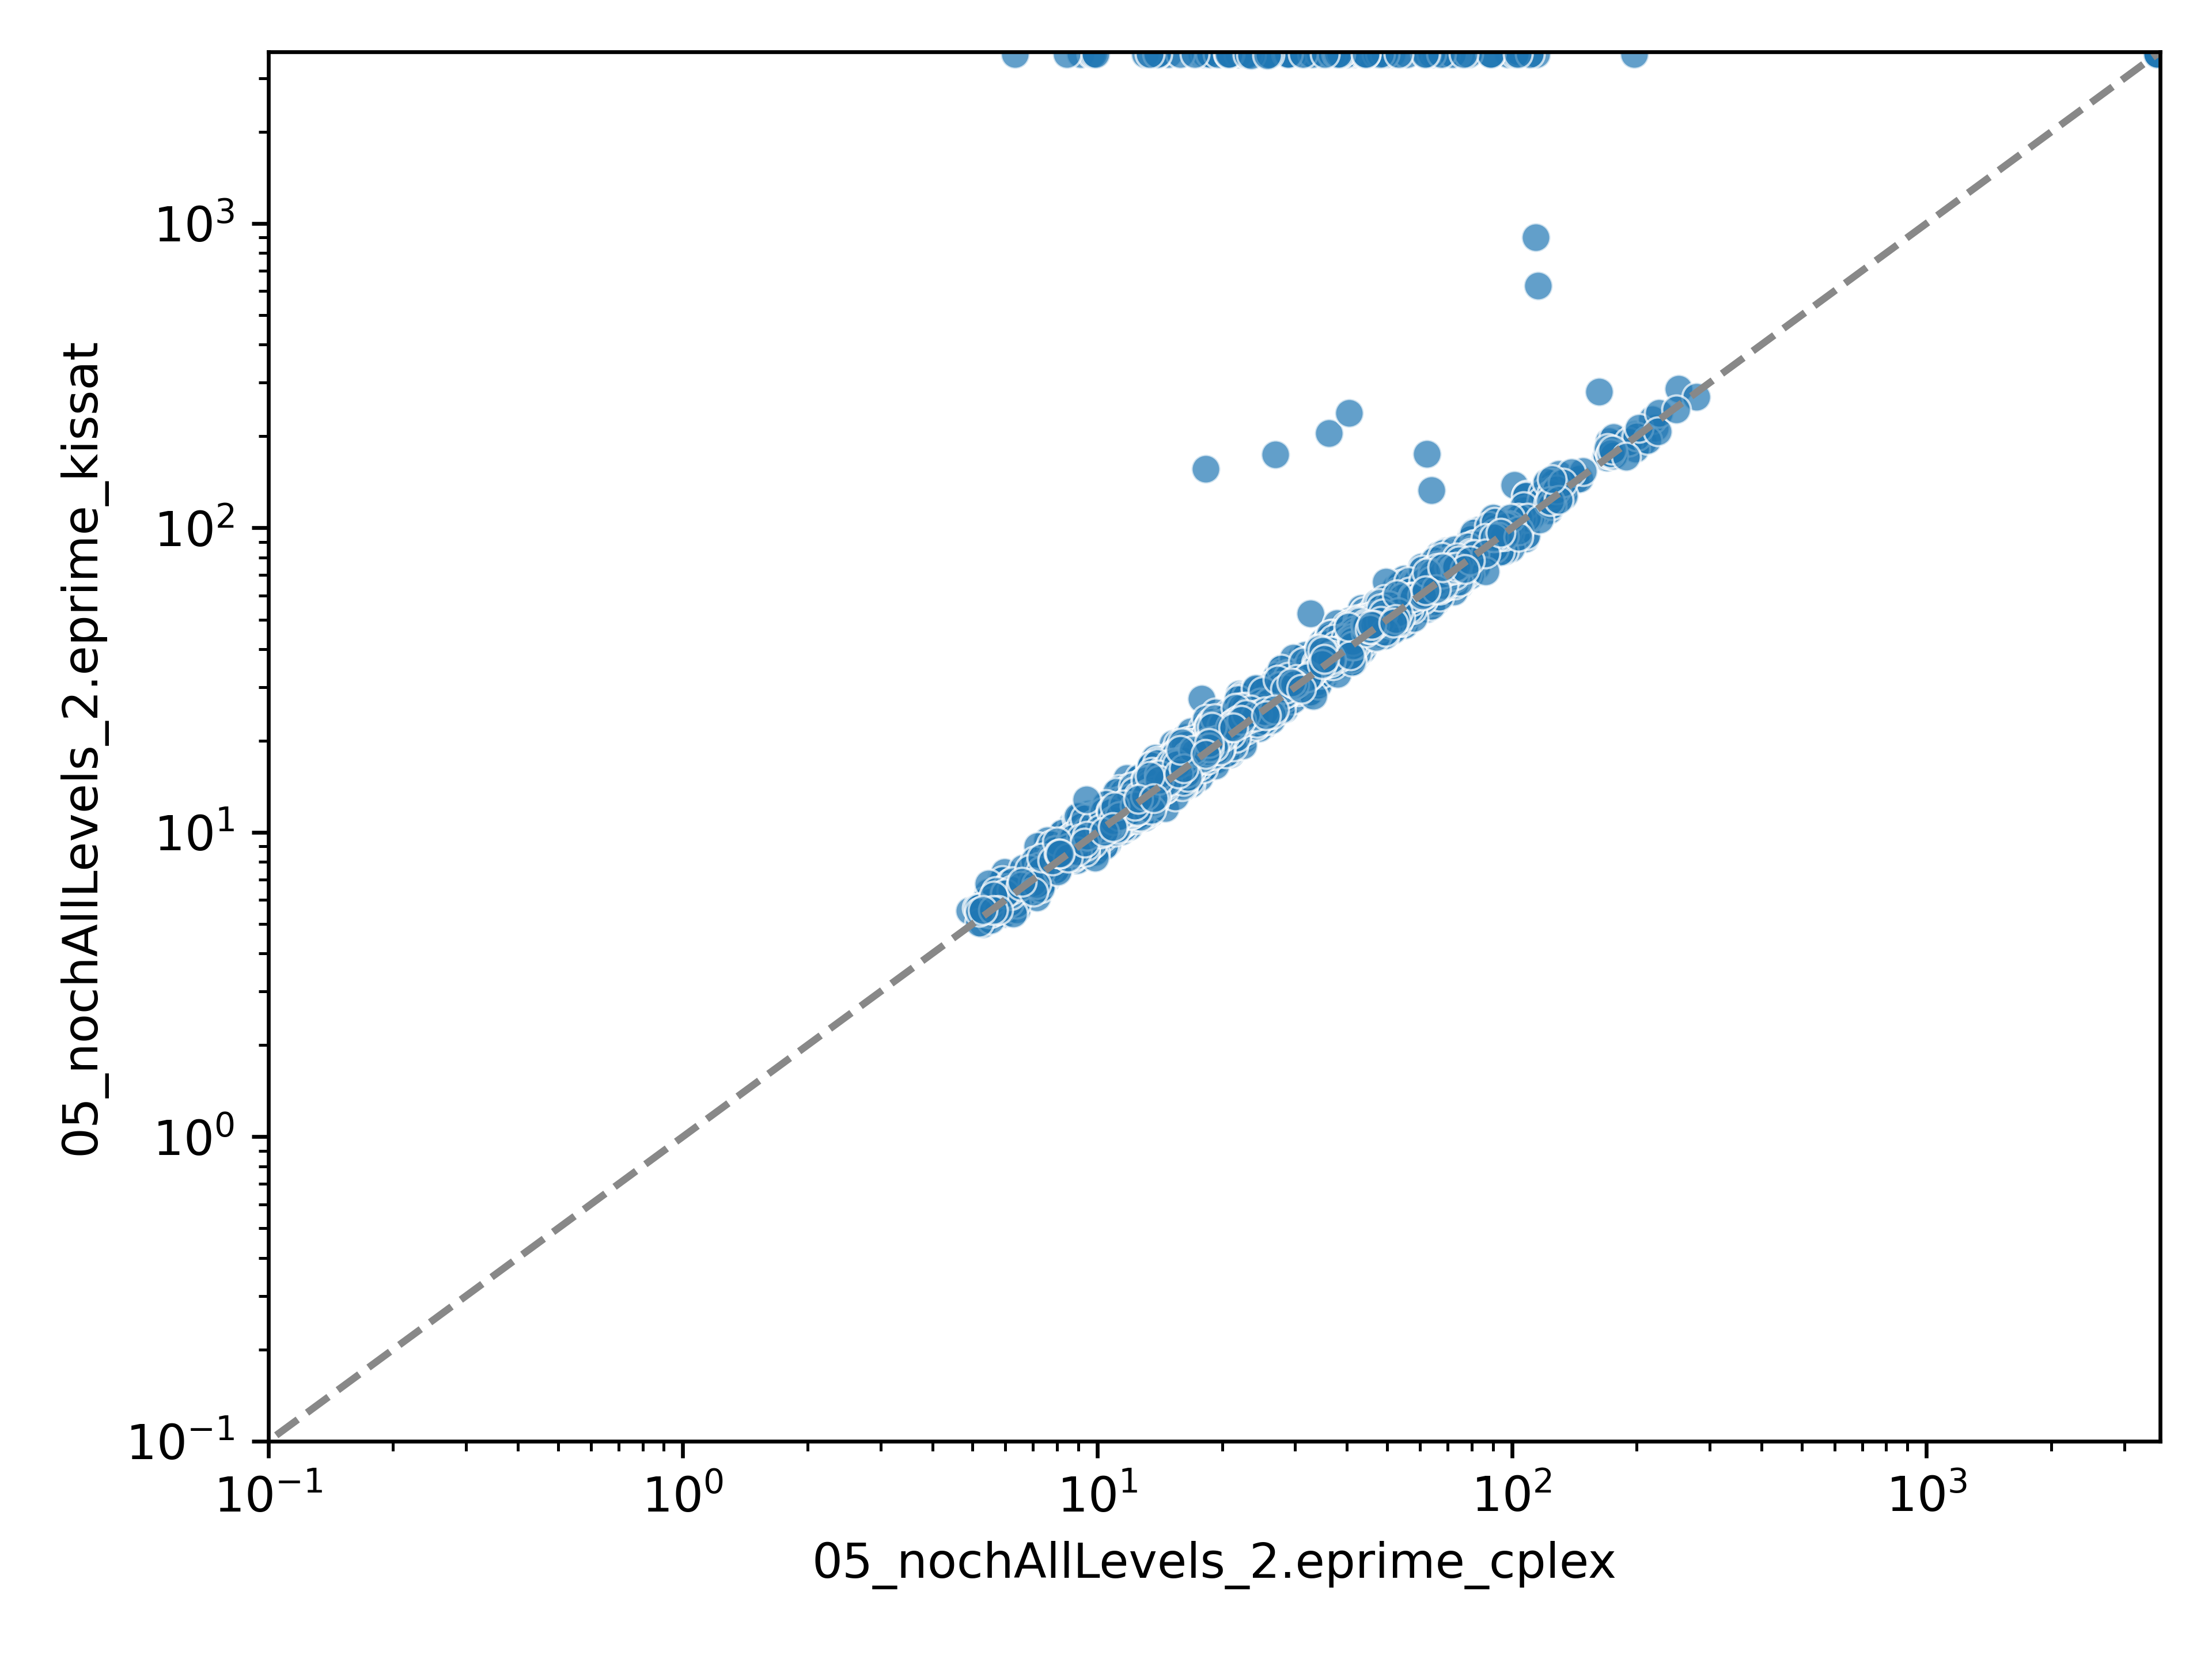 10^3
10^2
10^1
10^0
10^-1
05_nochAllLevels_2.eprime_kissat
10^-1 10^0 10^1 10^2 10^3
05_nochAllLevels_2.eprime_cplex